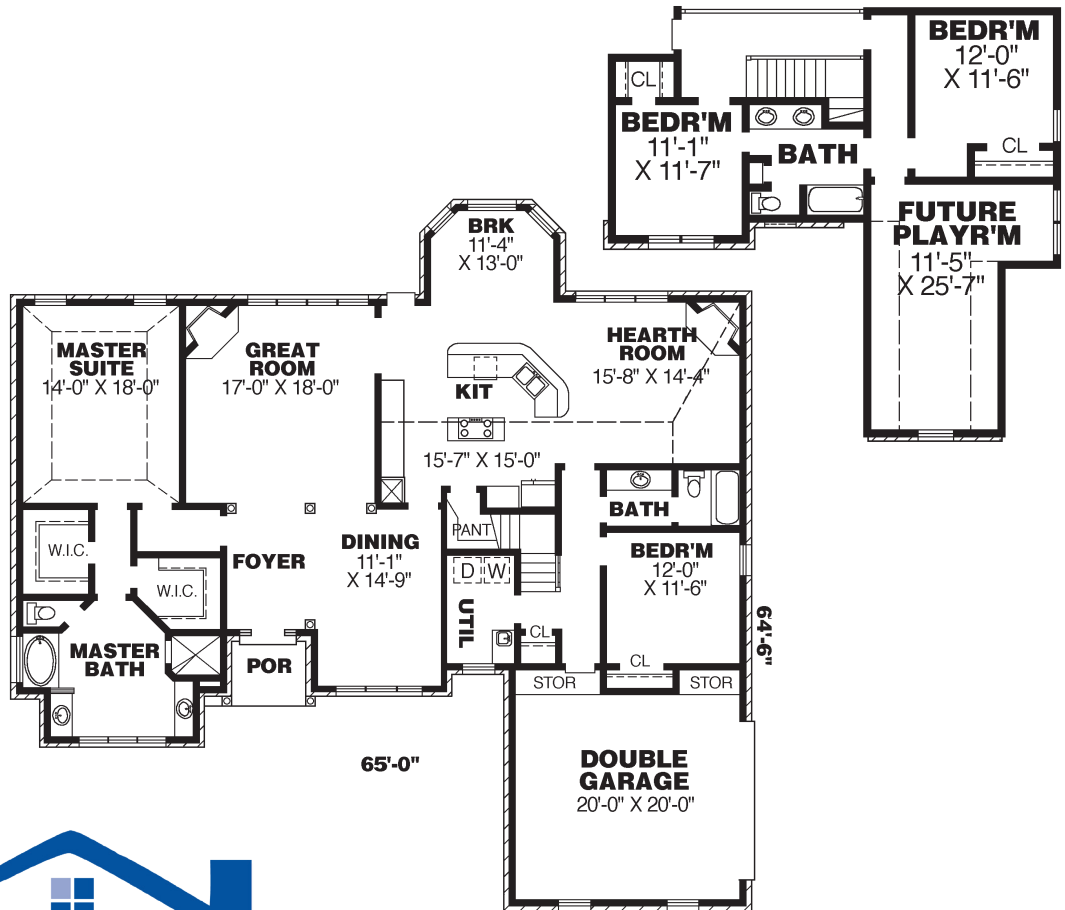 BEDR'M
12'-0"
X 11'-6"
CL
CL
BEDR'M
11'-1"
X 11'-7"
BATH
FUTURE
PLAYR'M
11'-5"
X 25'-7"
BRK
11'-4"
X 13'-0"
MASTER
SUITE
14'-0" X 18'-0"
GREAT
ROOM
17'-0" X 18'-0"
KIT
15'-7" X 15'-0"
HEARTH
ROOM
15'-8" X 14'-4"
BATH
PANT
W.I.C.
W.I.C.
FOYER
DINING
11'-1"
X 14'-9"
D W
UTIL
BEDR'M
12'-0"
X 11'-6"
CL
CL
MASTER
BATH
POR
STOR
STOR
64'-6"
65'-0"
DOUBLE
GARAGE
20'-0" X 20'-0"